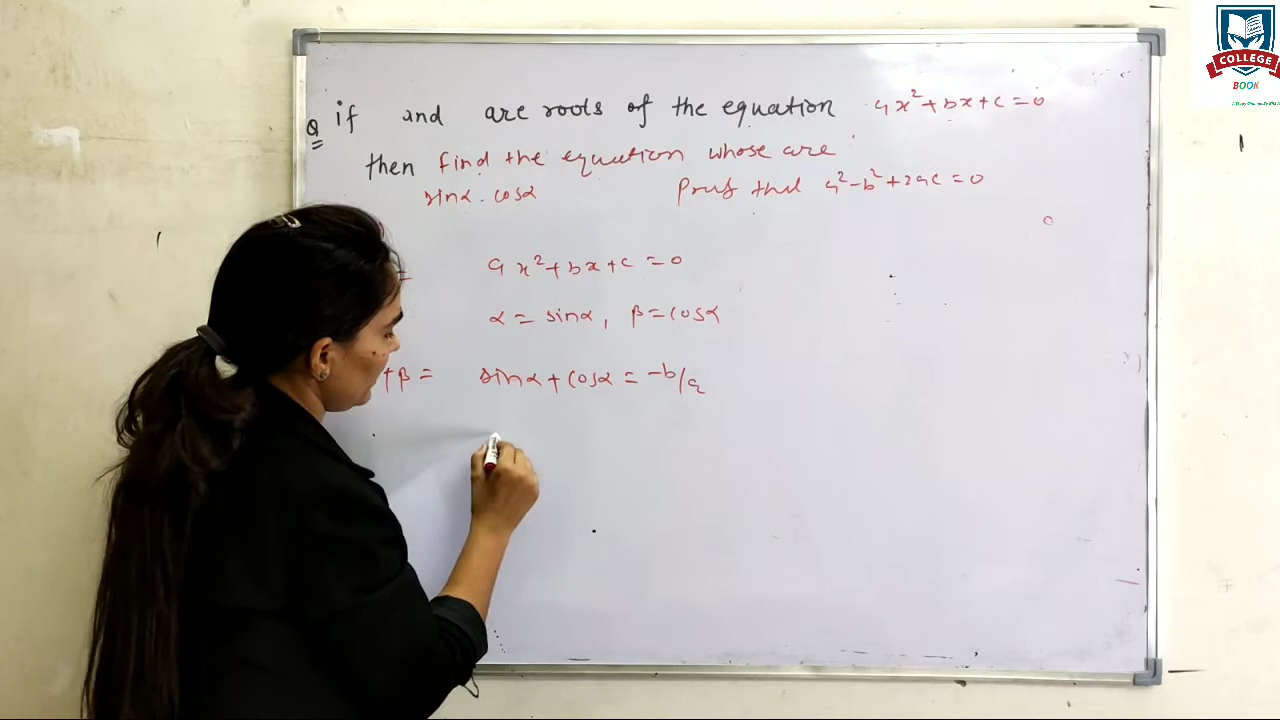 Q if and are roots of the equation ax²+bx+c=0
then find the equation whose are
sinα . cosα Pruf that a²-b²+2ac=0
ax²+bx+c=0
α = sinα, β=cosα
+β = sinα+cosα = -b/a
COLLEGE
BOOK